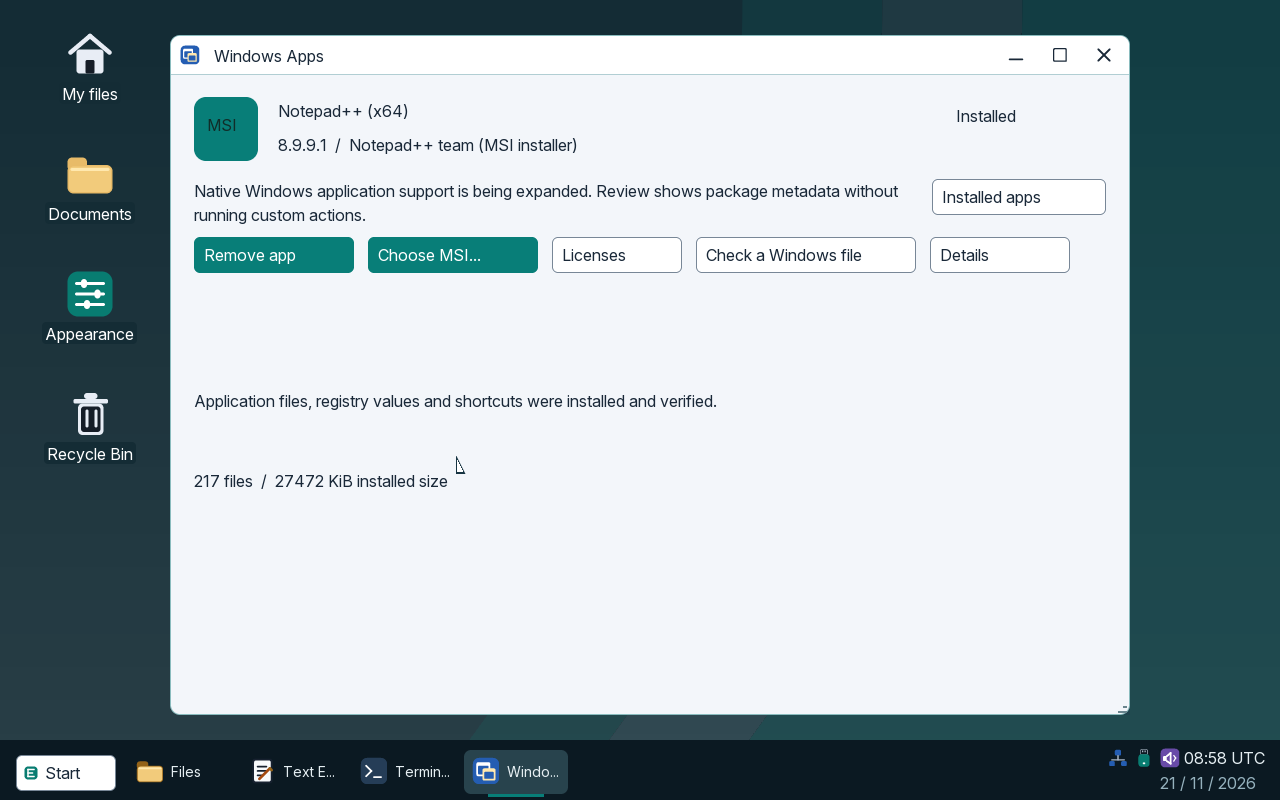 Windows Apps
My files
Documents
Appearance
Recycle Bin
MSI
Notepad++ (x64)
8.9.9.1 / Notepad++ team (MSI installer)
Installed
Native Windows application support is being expanded. Review shows package metadata without
running custom actions.
Installed apps
Remove app
Choose MSI...
Licenses
Check a Windows file
Details
Application files, registry values and shortcuts were installed and verified.
217 files / 27472 KiB installed size
Start
Files
Text E...
Termin...
Windo...
08:58 UTC
21 / 11 / 2026